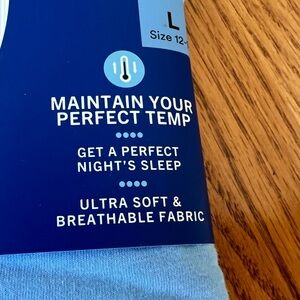 L
Size 12-
MAINTAIN YOUR
PERFECT TEMP
GET A PERFECT
NIGHT'S SLEEP
ULTRA SOFT &
BREATHABLE FABRIC